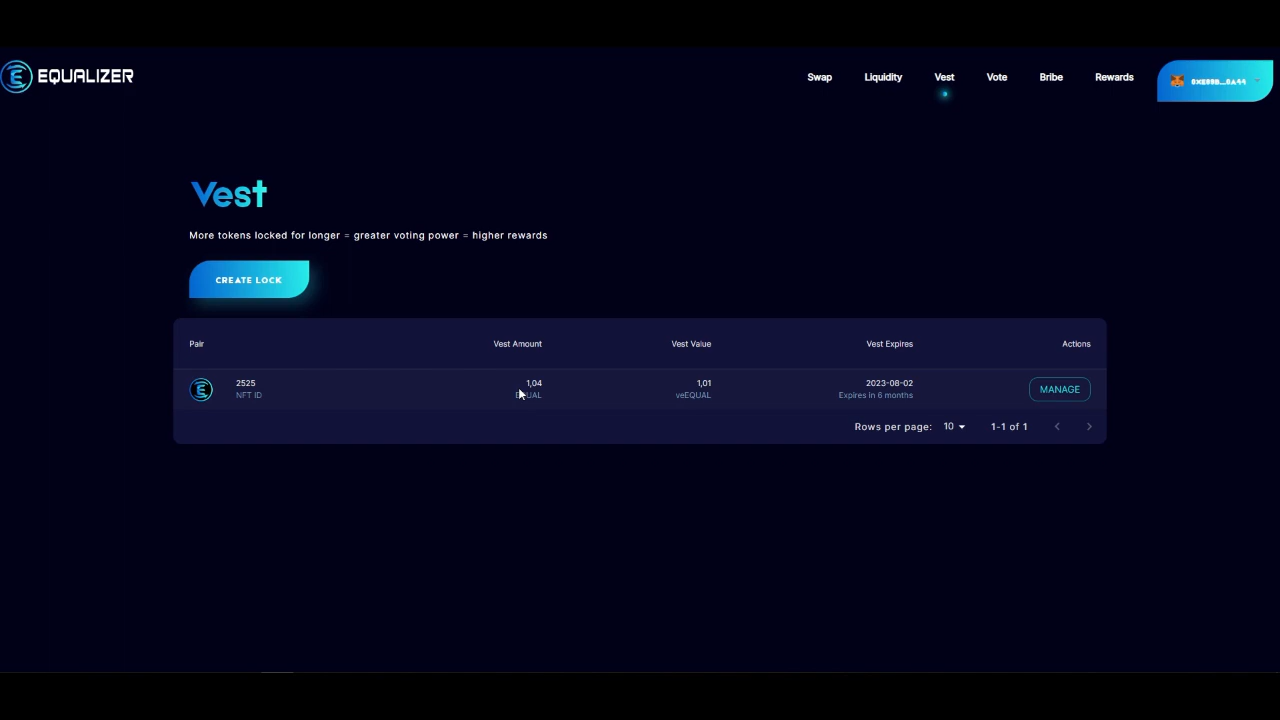 EQUALIZER
Swap Liquidity Vest Vote Bribe Rewards
Vest
More tokens locked for longer = greater voting power = higher rewards
CREATE LOCK
Pair Vest Amount Vest Value Vest Expires Actions
2525 1,04 1,01 2023-08-02 MANAGE
NFT ID veEQUAL Expires in 6 months
Rows per page: 10 1-1 of 1